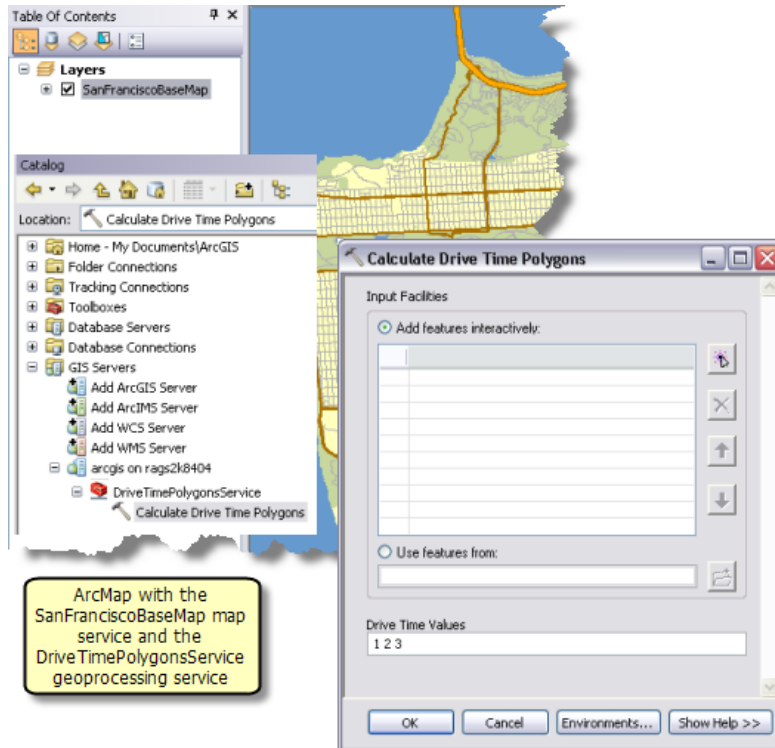 Table Of Contents
Layers
SanFranciscoBaseMap
Catalog
Location: Calculate Drive Time Polygons
Home - My Documents\ArcGIS
Folder Connections
Tracking Connections
Toolboxes
Database Servers
Database Connections
GIS Servers
Add ArcGIS Server
Add ArcIMS Server
Add WCS Server
Add WMS Server
arcgis on rags2k8404
DriveTimePolygonsService
Calculate Drive Time Polygons
ArcMap with the
SanFranciscoBaseMap map
service and the
DriveTimePolygonsService
geoprocessing service
Calculate Drive Time Polygons
Input Facilities
Add features interactively:
Use features from:
Drive Time Values
1 2 3
OK
Cancel
Environments...
Show Help >>